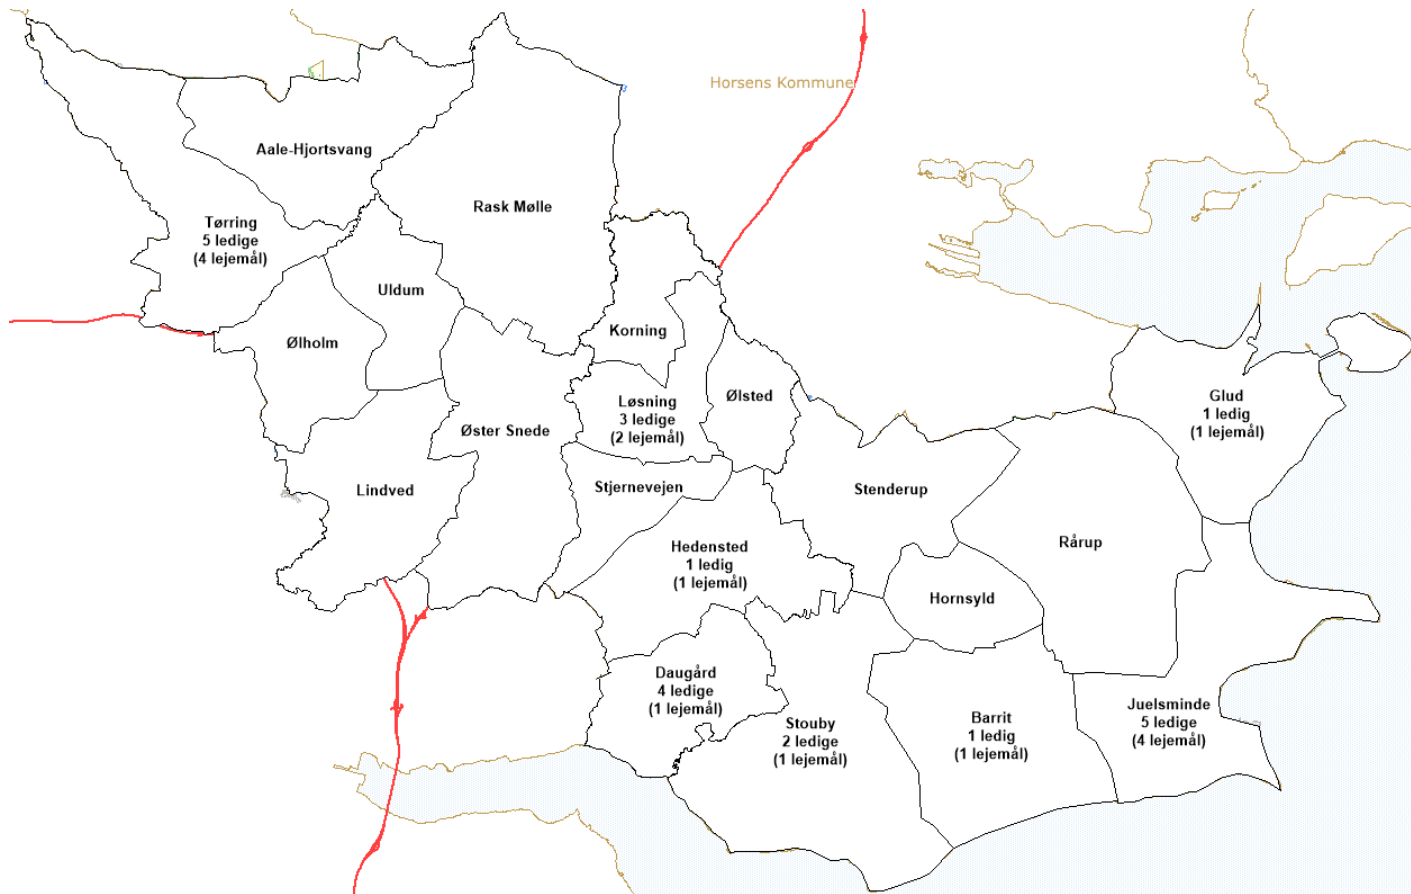 Horsens Kommune
Aale-Hjortsvang
Rask Mølle
Tørring
5 ledige
(4 lejemål)
Uldum
Ølholm
Korning
Løsning
3 ledige
(2 lejemål)
Ølsted
Glud
1 ledig
(1 lejemål)
Øster Snede
Lindved
Stjernevejen
Stenderup
Hedensted
1 ledig
(1 lejemål)
Rårup
Hornsyld
Daugård
4 ledige
(1 lejemål)
Stouby
2 ledige
(1 lejemål)
Barrit
1 ledig
(1 lejemål)
Juelsminde
5 ledige
(4 lejemål)